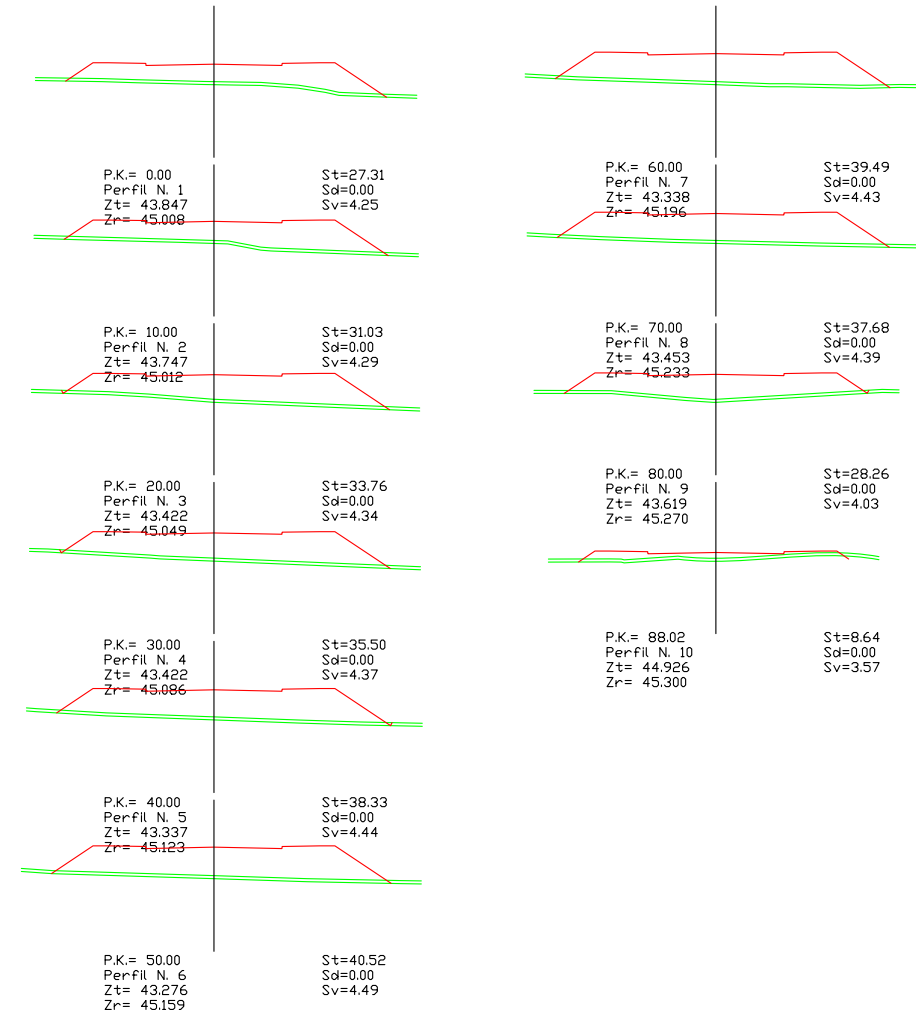 P.K.= 0.00 St=27.31
Perfil N. 1 Sd=0.00
Zt= 43.847 Sv=4.25
Zr= 45.008
P.K.= 10.00 St=31.03
Perfil N. 2 Sd=0.00
Zt= 43.747 Sv=4.29
Zr= 45.012
P.K.= 20.00 St=33.76
Perfil N. 3 Sd=0.00
Zt= 43.422 Sv=4.34
Zr= 45.049
P.K.= 30.00 St=35.50
Perfil N. 4 Sd=0.00
Zt= 43.422 Sv=4.37
Zr= 45.086
P.K.= 40.00 St=38.33
Perfil N. 5 Sd=0.00
Zt= 43.337 Sv=4.44
Zr= 45.123
P.K.= 50.00 St=40.52
Perfil N. 6 Sd=0.00
Zt= 43.276 Sv=4.49
Zr= 45.159
P.K.= 60.00 St=39.49
Perfil N. 7 Sd=0.00
Zt= 43.338 Sv=4.43
Zr= 45.196
P.K.= 70.00 St=37.68
Perfil N. 8 Sd=0.00
Zt= 43.453 Sv=4.39
Zr= 45.233
P.K.= 80.00 St=28.26
Perfil N. 9 Sd=0.00
Zt= 43.619 Sv=4.03
Zr= 45.270
P.K.= 88.02 St=8.64
Perfil N. 10 Sd=0.00
Zt= 44.926 Sv=3.57
Zr= 45.300